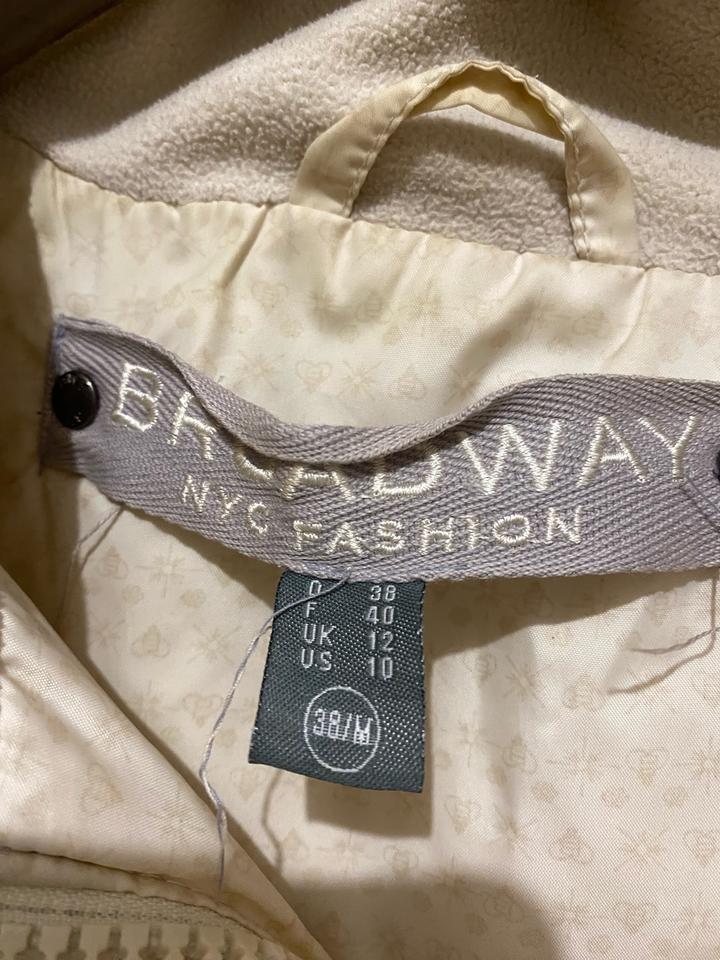 BROADWAY
NYC FASHION
D 38
F 40
UK 12
US 10
38/M